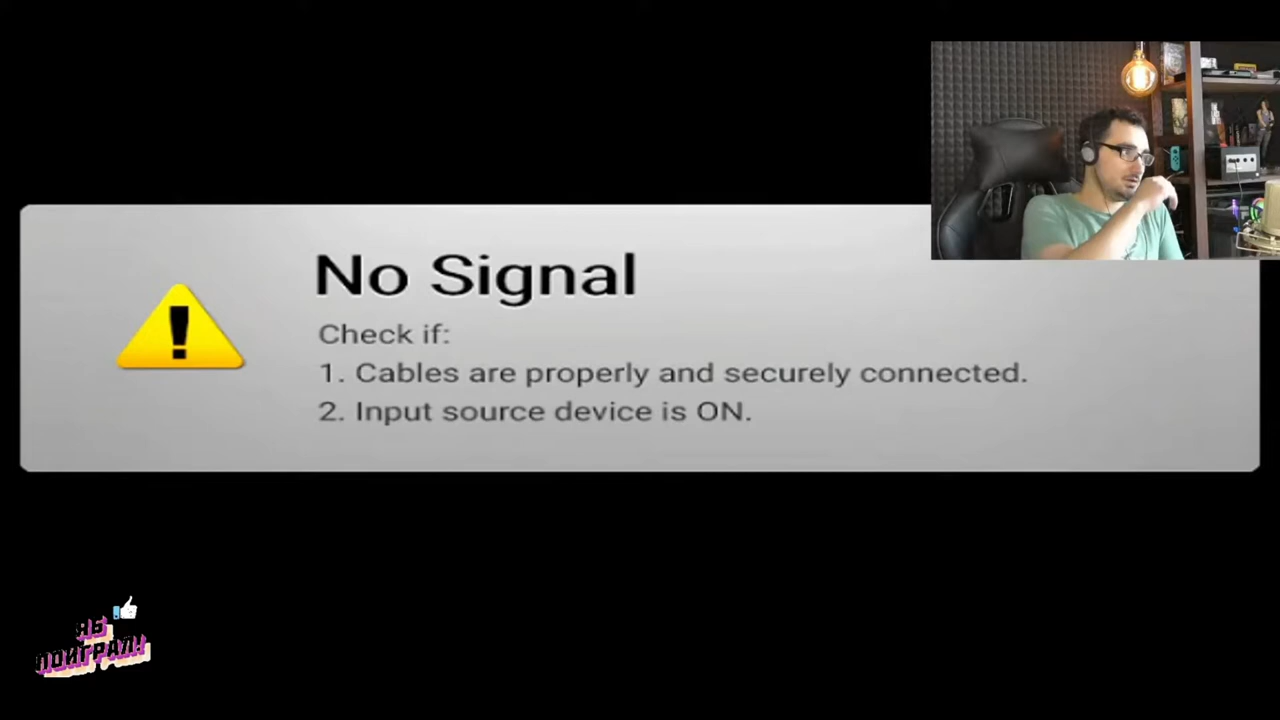 No Signal
Check if:
1. Cables are properly and securely connected.
2. Input source device is ON.
ЯБ
ПОИГРАЛ!